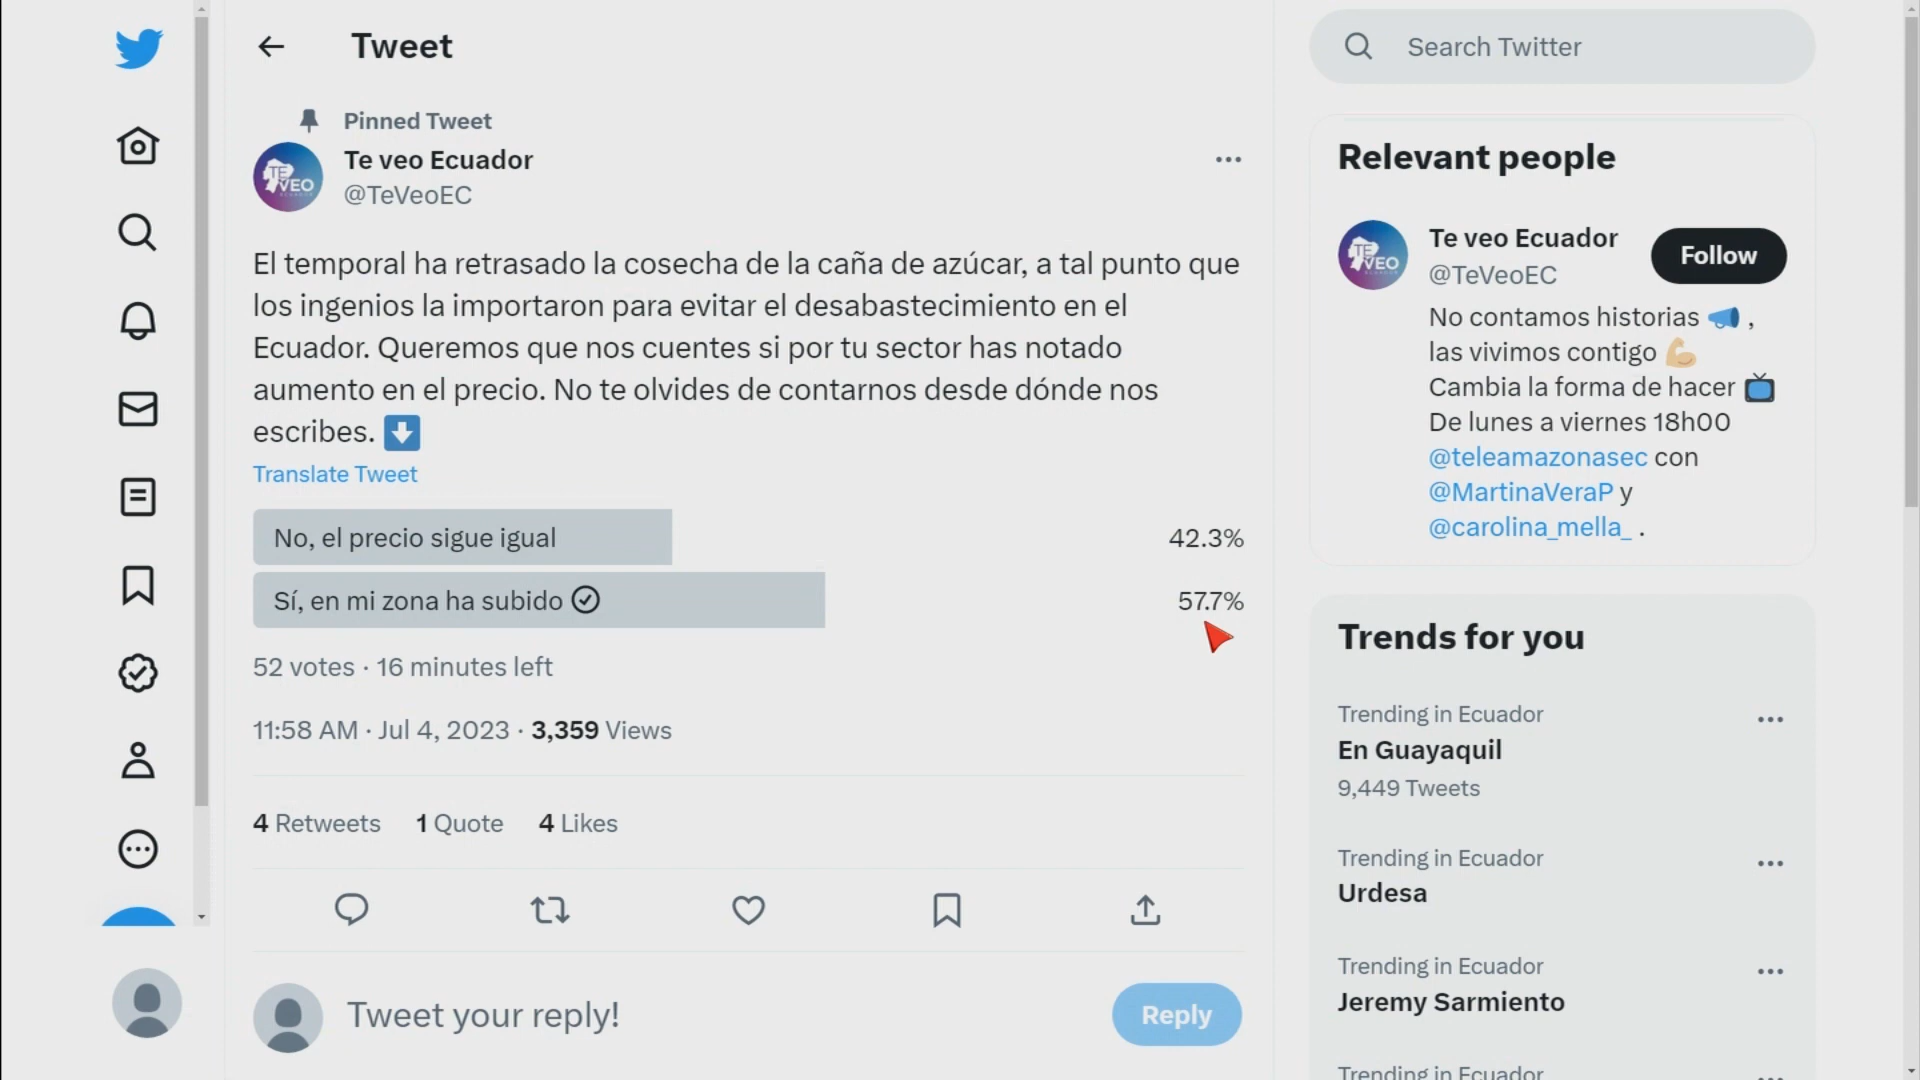 Tweet
Pinned Tweet
Te veo Ecuador
@TeVeoEC
El temporal ha retrasado la cosecha de la caña de azúcar, a tal punto que
los ingenios la importaron para evitar el desabastecimiento en el
Ecuador. Queremos que nos cuentes si por tu sector has notado
aumento en el precio. No te olvides de contarnos desde dónde nos
escribes. ⬇️
Translate Tweet
No, el precio sigue igual 42.3%
Sí, en mi zona ha subido 57.7%
52 votes · 16 minutes left
11:58 AM · Jul 4, 2023 · 3,359 Views
4 Retweets 1 Quote 4 Likes
Tweet your reply!
Reply
Search Twitter
Relevant people
TE VEO
Te veo Ecuador
@TeVeoEC
Follow
No contamos historias 📣 ,
las vivimos contigo 💪🏼
Cambia la forma de hacer 📺
De lunes a viernes 18h00
@teleamazonasec con
@MartinaVeraP y
@carolina_mella_ .
Trends for you
Trending in Ecuador
En Guayaquil
9,449 Tweets
Trending in Ecuador
Urdesa
Trending in Ecuador
Jeremy Sarmiento
Trending in Ecuador